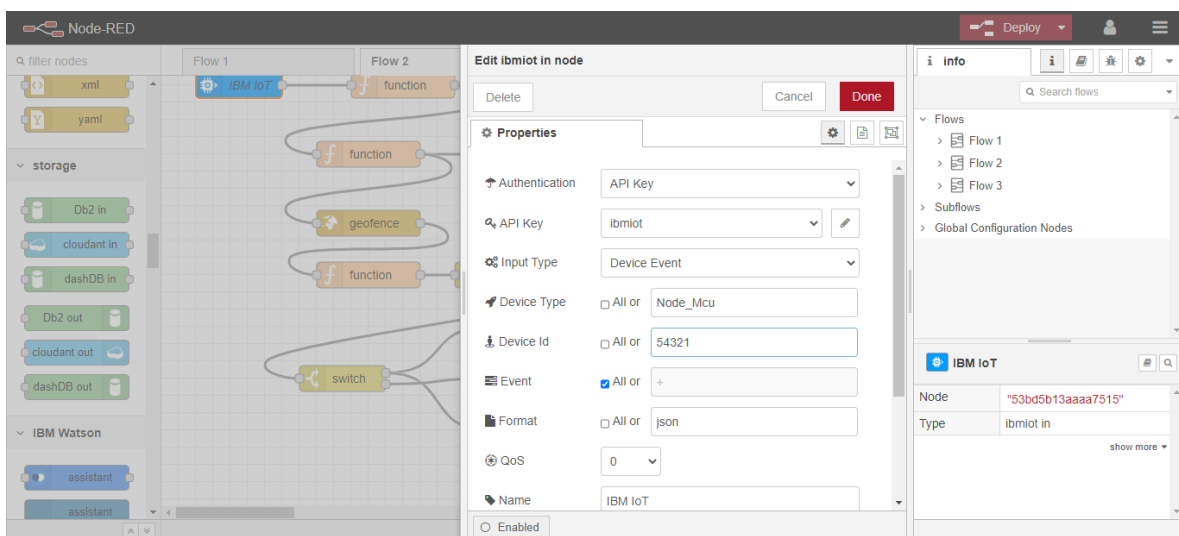 Node-RED
Deploy
filter nodes
Flow 1
Flow 2
Edit ibmiot in node
i info
i
xml
IBM IoT
f function
Delete
Cancel
Done
Search flows
yaml
Properties
Flows
Flow 1
f function
storage
Flow 2
Authentication
API Key
Flow 3
Db2 in
geofence
API Key
ibmiot
Subflows
cloudant in
Global Configuration Nodes
Input Type
Device Event
dashDB in
f function
Device Type
All or
Node_Mcu
Db2 out
Device Id
All or
54321
cloudant out
IBM IoT
switch
Event
All or
+
dashDB out
Node
"53bd5b13aaaa7515"
Format
All or
json
Type
ibmiot in
IBM Watson
show more
QoS
0
assistant
Name
IBM IoT
assistant
Enabled